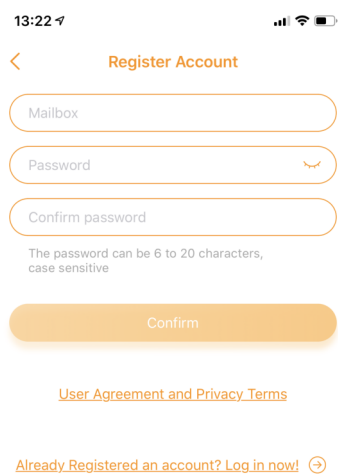 13:22
Register Account
Mailbox
Password
Confirm password
The password can be 6 to 20 characters,
case sensitive
Confirm
User Agreement and Privacy Terms
Already Registered an account? Log in now!